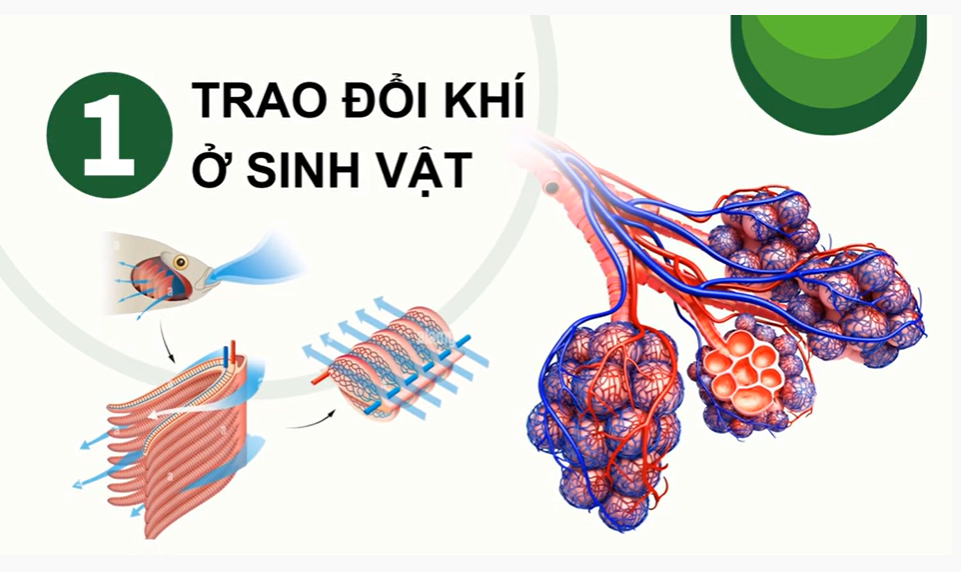 1
TRAO ĐỔI KHÍ
Ở SINH VẬT